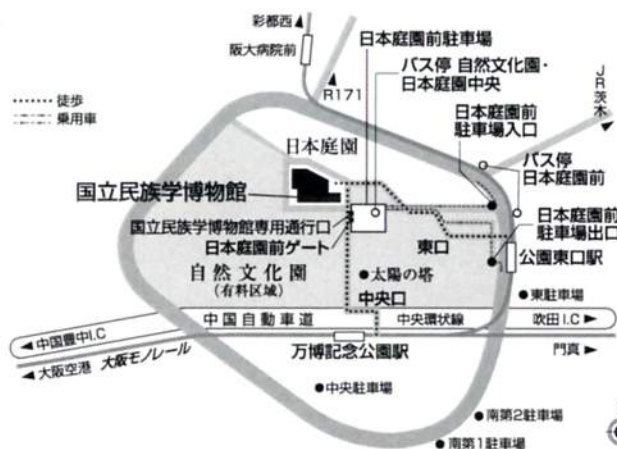 彩都西
阪大病院前
日本庭園前駐車場
バス停 自然文化園・
日本庭園中央
R171
JR茨木
徒歩
乗用車
日本庭園
日本庭園前
駐車場入口
バス停
日本庭園前
国立民族学博物館
国立民族学博物館専用通行口
日本庭園前ゲート
日本庭園前
駐車場出口
東口
公園東口駅
自然文化園
(有料区域)
太陽の塔
中央口
東駐車場
中国自動車道
中央環状線
吹田I.C
中国豊中I.C
大阪空港
大阪モノレール
万博記念公園駅
門真
中央駐車場
南第2駐車場
南第1駐車場